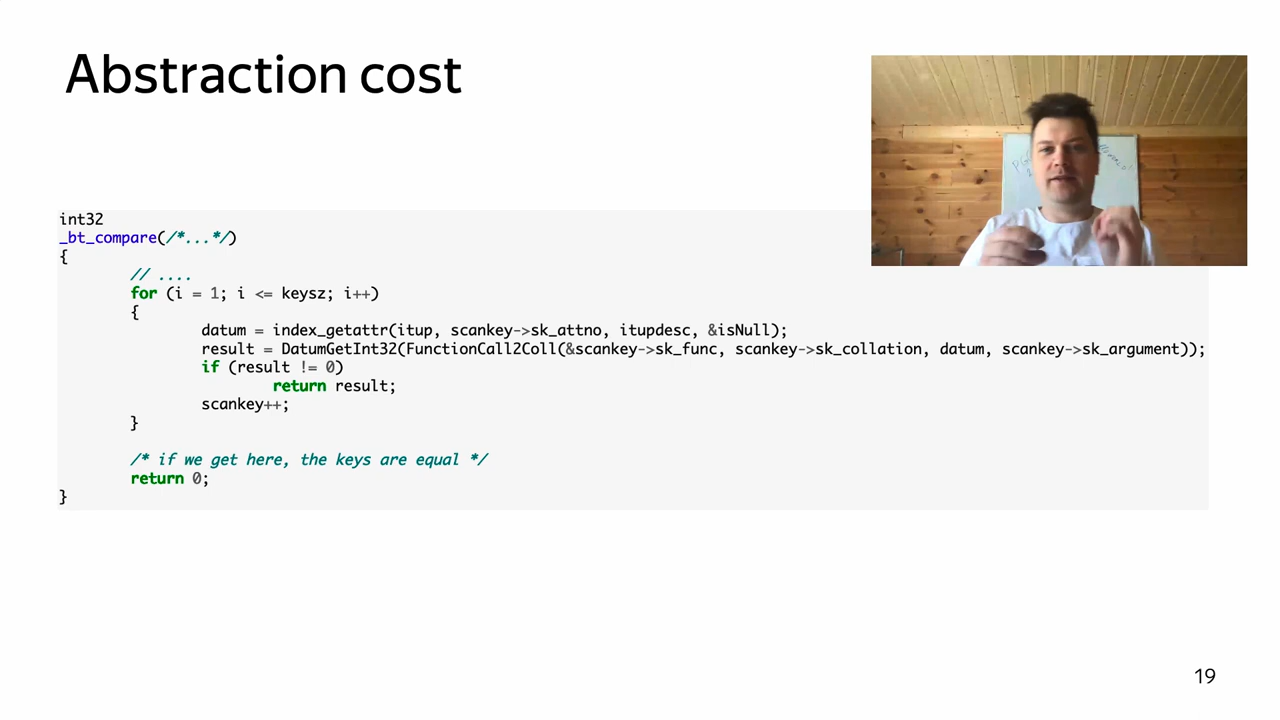 Abstraction cost
int32
_bt_compare(/*...*/)
{
// ....
for (i = 1; i <= keysz; i++)
{
datum = index_getattr(itup, scankey->sk_attno, itupdesc, &isNull);
result = DatumGetInt32(FunctionCall2Coll(&scankey->sk_func, scankey->sk_collation, datum, scankey->sk_argument));
if (result != 0)
return result;
scankey++;
}
/* if we get here, the keys are equal */
return 0;
}
19